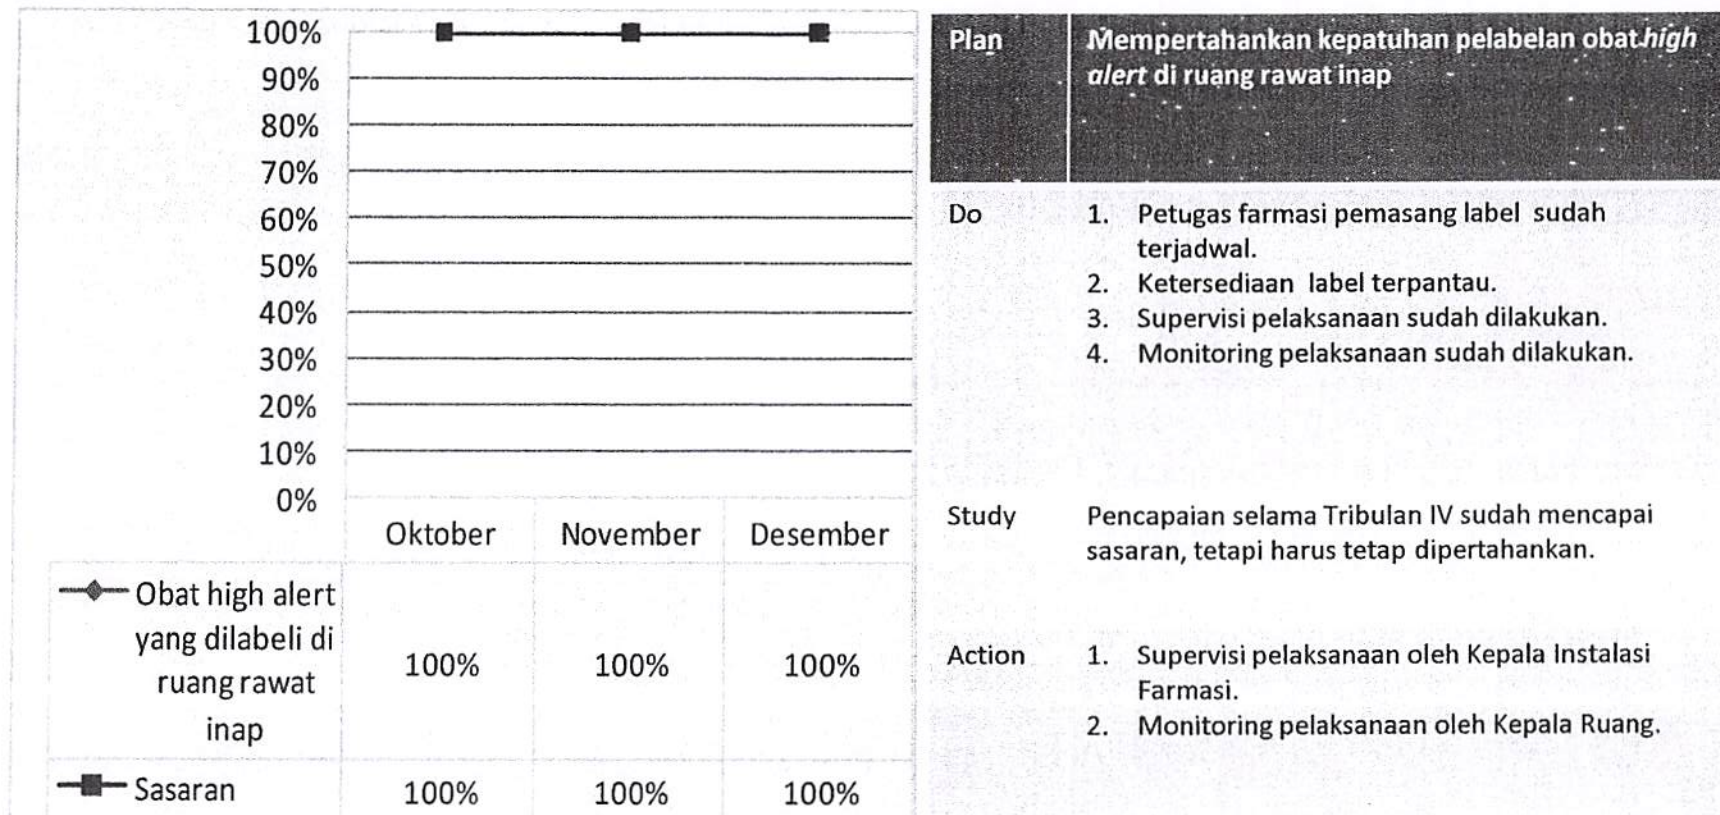 100%
90%
80%
70%
60%
50%
40%
30%
20%
10%
0%
Oktober November Desember
Obat high alert
yang dilabeli di
ruang rawat
inap
100% 100% 100%
Sasaran 100% 100% 100%
Plan Mempertahankan kepatuhan pelabelan obat high
alert di ruang rawat inap
Do 1. Petugas farmasi pemasang label sudah
terjadwal.
2. Ketersediaan label terpantau.
3. Supervisi pelaksanaan sudah dilakukan.
4. Monitoring pelaksanaan sudah dilakukan.
Study Pencapaian selama Tribulan IV sudah mencapai
sasaran, tetapi harus tetap dipertahankan.
Action 1. Supervisi pelaksanaan oleh Kepala Instalasi
Farmasi.
2. Monitoring pelaksanaan oleh Kepala Ruang.